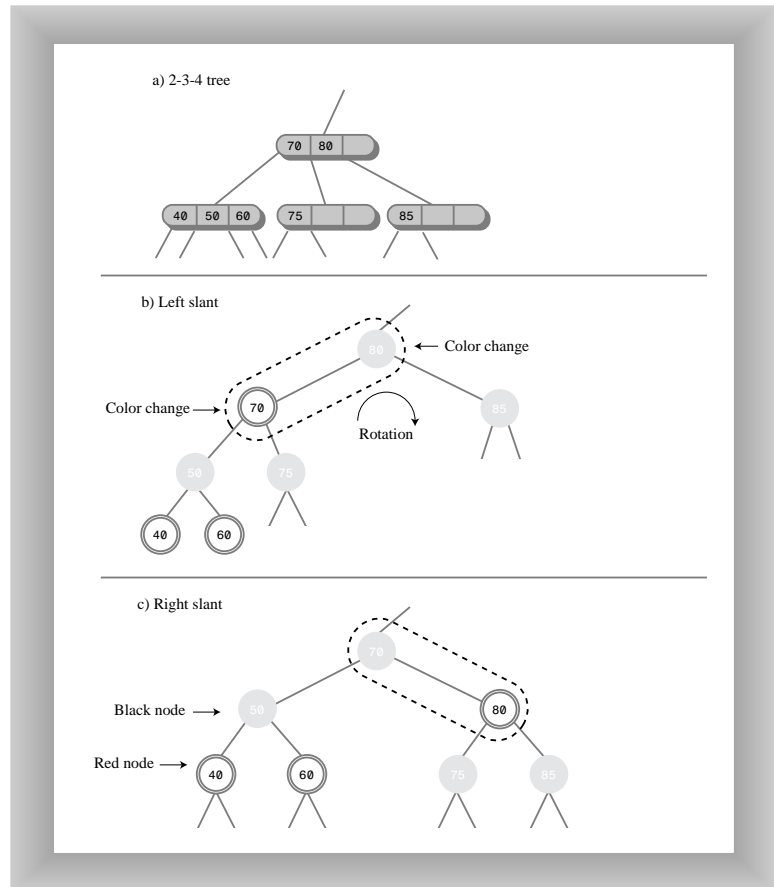 a) 2-3-4 tree
70 80
40 50 60 75 85
b) Left slant
80
Color change
Color change
70
85
Rotation
50 75
40 60
c) Right slant
70
Black node
50 80
Red node
40 60 75 85